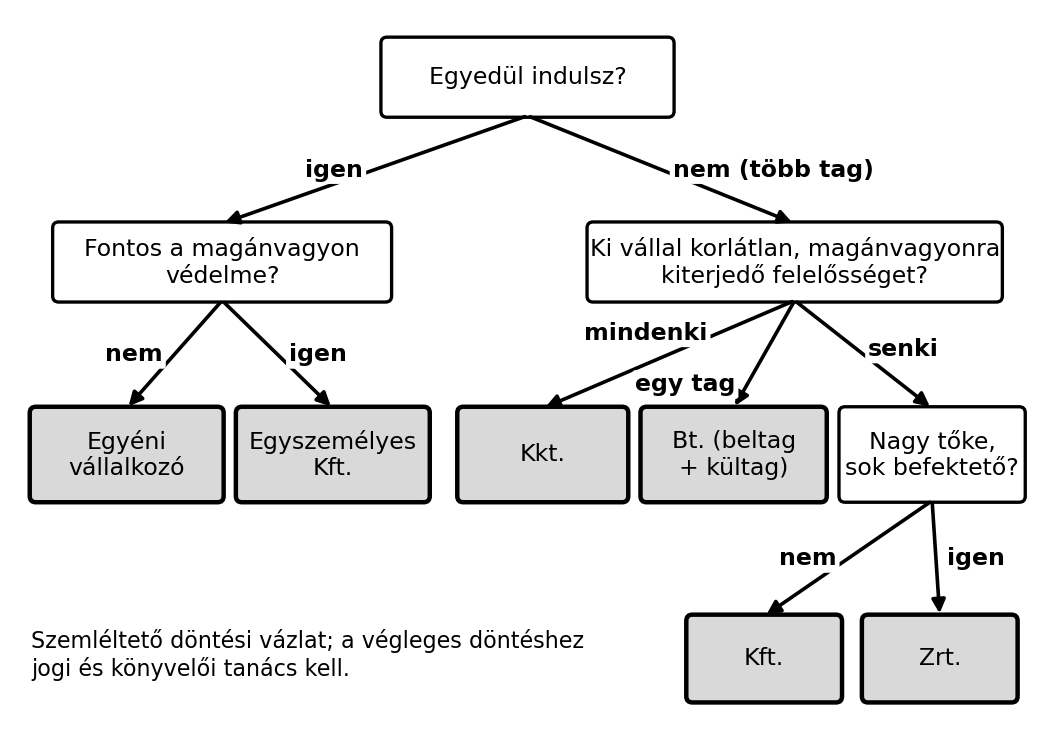 Egyedül indulsz?
igen
nem (több tag)
Fontos a magánvagyon
védelme?
Ki vállal korlátlan, magánvagyonra
kiterjedő felelősséget?
nem
igen
mindenki
egy tag
senki
Egyéni
vállalkozó
Egyszemélyes
Kft.
Kkt.
Bt. (beltag
+ kültag)
Nagy tőke,
sok befektető?
nem
igen
Kft.
Zrt.
Szemléltető döntési vázlat; a végleges döntéshez
jogi és könyvelői tanács kell.